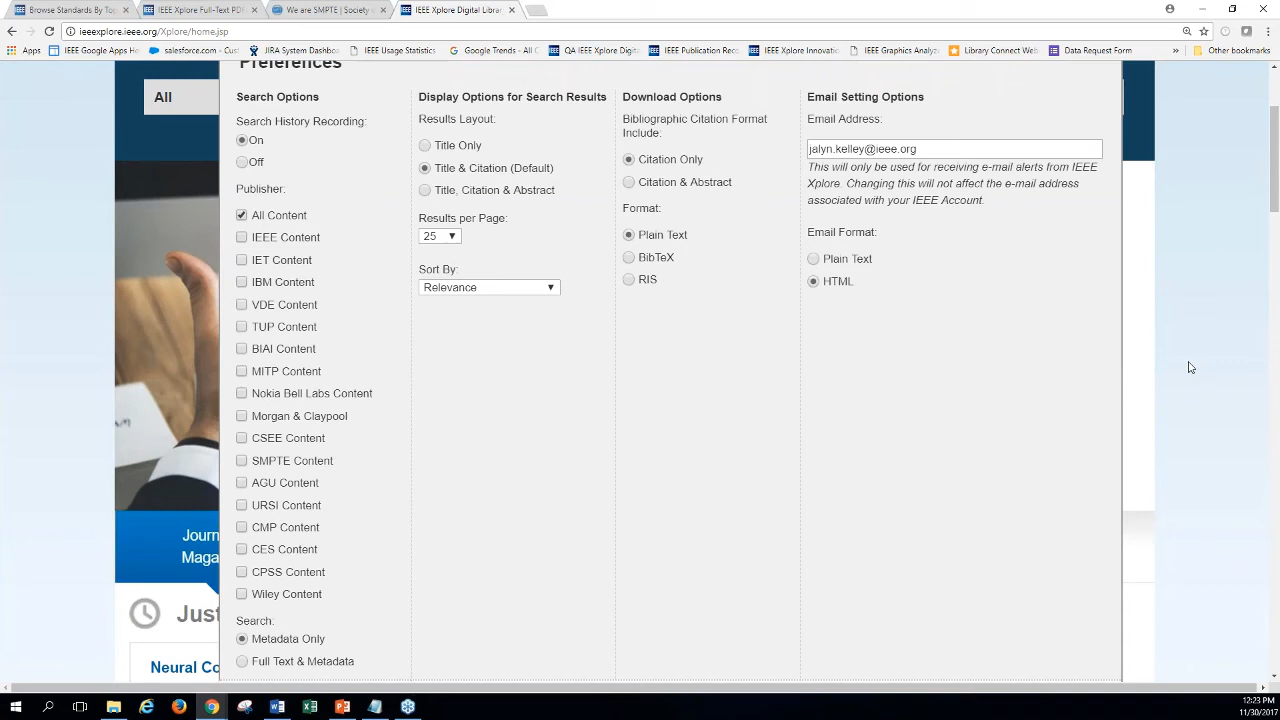 Browse Standards By Top
IEEE Xplore Full-Text PDF
We are SMPTE | Society o
IEEE Xplore Digital Librar
ieeexplore.ieee.org/Xplore/home.jsp
Apps
IEEE Google Apps Ho
salesforce.com - Cust
JIRA System Dashbo
IEEE Usage Statistics
Google Trends - All C
QA IEEE Xplore Digit
IEEE Publication Reco
IEEE Xplore Innovatio
IEEE Graphics Analyz
Library Connect Web
Data Request Form
»
Other bookmarks
Preferences
All
Search Options
Search History Recording:
On
Off
Publisher:
All Content
IEEE Content
IET Content
IBM Content
VDE Content
TUP Content
BIAI Content
MITP Content
Nokia Bell Labs Content
Morgan & Claypool
CSEE Content
SMPTE Content
AGU Content
URSI Content
CMP Content
CES Content
CPSS Content
Wiley Content
Search:
Metadata Only
Full Text & Metadata
Display Options for Search Results
Results Layout:
Title Only
Title & Citation (Default)
Title, Citation & Abstract
Results per Page:
25
Sort By:
Relevance
Download Options
Bibliographic Citation Format
Include:
Citation Only
Citation & Abstract
Format:
Plain Text
BibTeX
RIS
Email Setting Options
Email Address:
jalyn.kelley@ieee.org
This will only be used for receiving e-mail alerts from IEEE
Xplore. Changing this will not affect the e-mail address
associated with your IEEE Account.
Email Format:
Plain Text
HTML
Journ
Maga
Just
Neural Co
12:23 PM
11/30/2017